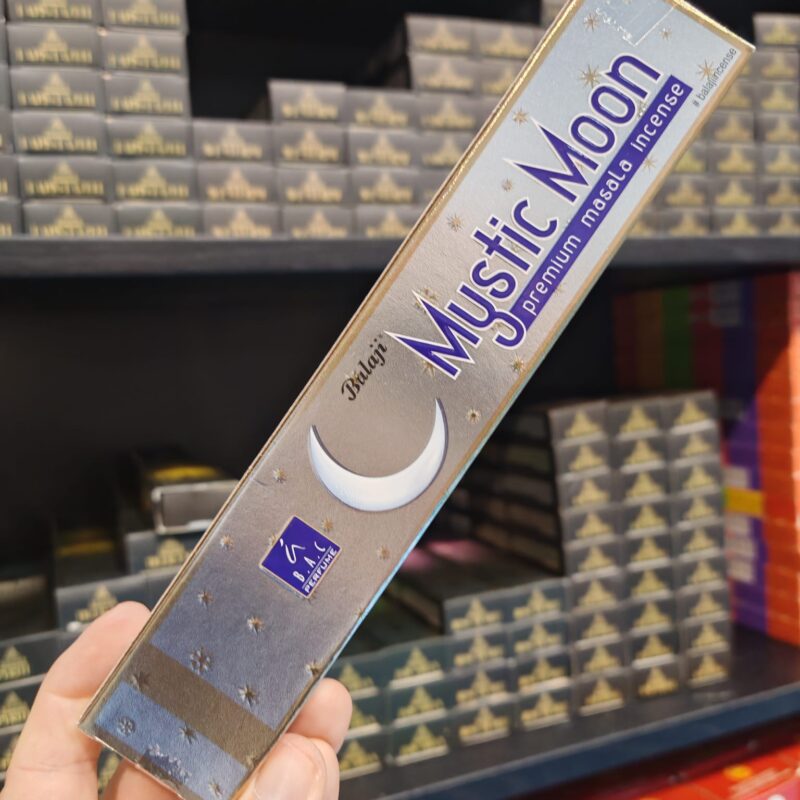 Balaji
Mystic Moon
premium masala incense
# balajiincense
B.A.C
PERFUME